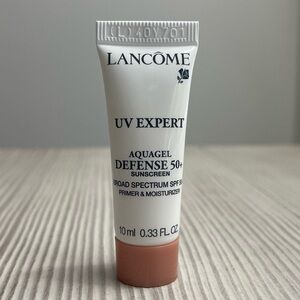 (L)40Y701
LANCÔME
UV EXPERT
AQUAGEL
DEFENSE 50+
SUNSCREEN
BROAD SPECTRUM SPF 50
PRIMER & MOISTURIZER
10 ml 0.33 FL. OZ.